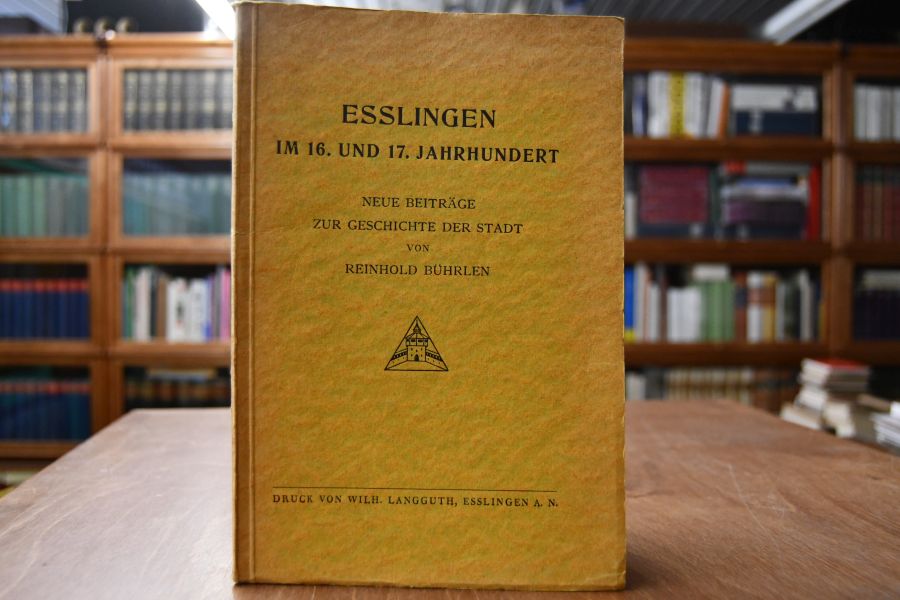 ESSLINGEN
IM 16. UND 17. JAHRHUNDERT
NEUE BEITRÄGE
ZUR GESCHICHTE DER STADT
VON
REINHOLD BÜHRLEN
DRUCK VON WILH. LANGGUTH, ESSLINGEN A. N.